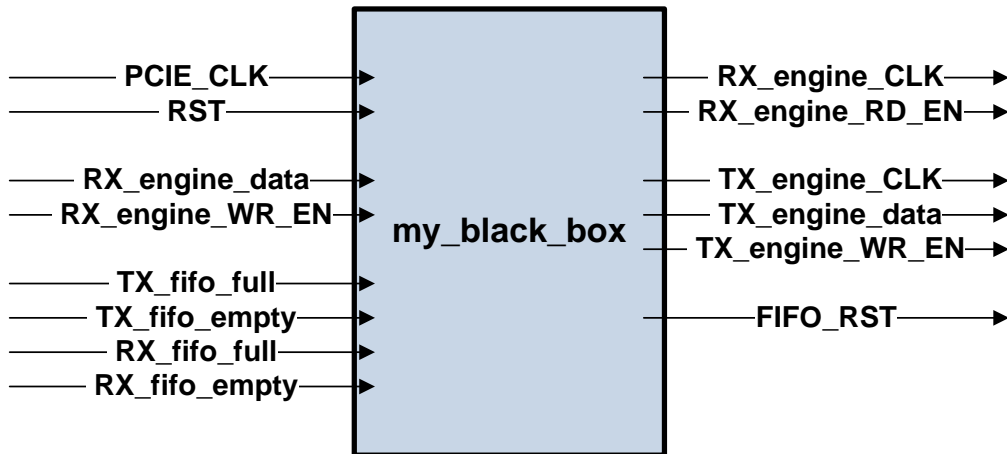 PCIE_CLK
RST
RX_engine_data
RX_engine_WR_EN
TX_fifo_full
TX_fifo_empty
RX_fifo_full
RX_fifo_empty
my_black_box
RX_engine_CLK
RX_engine_RD_EN
TX_engine_CLK
TX_engine_data
TX_engine_WR_EN
FIFO_RST